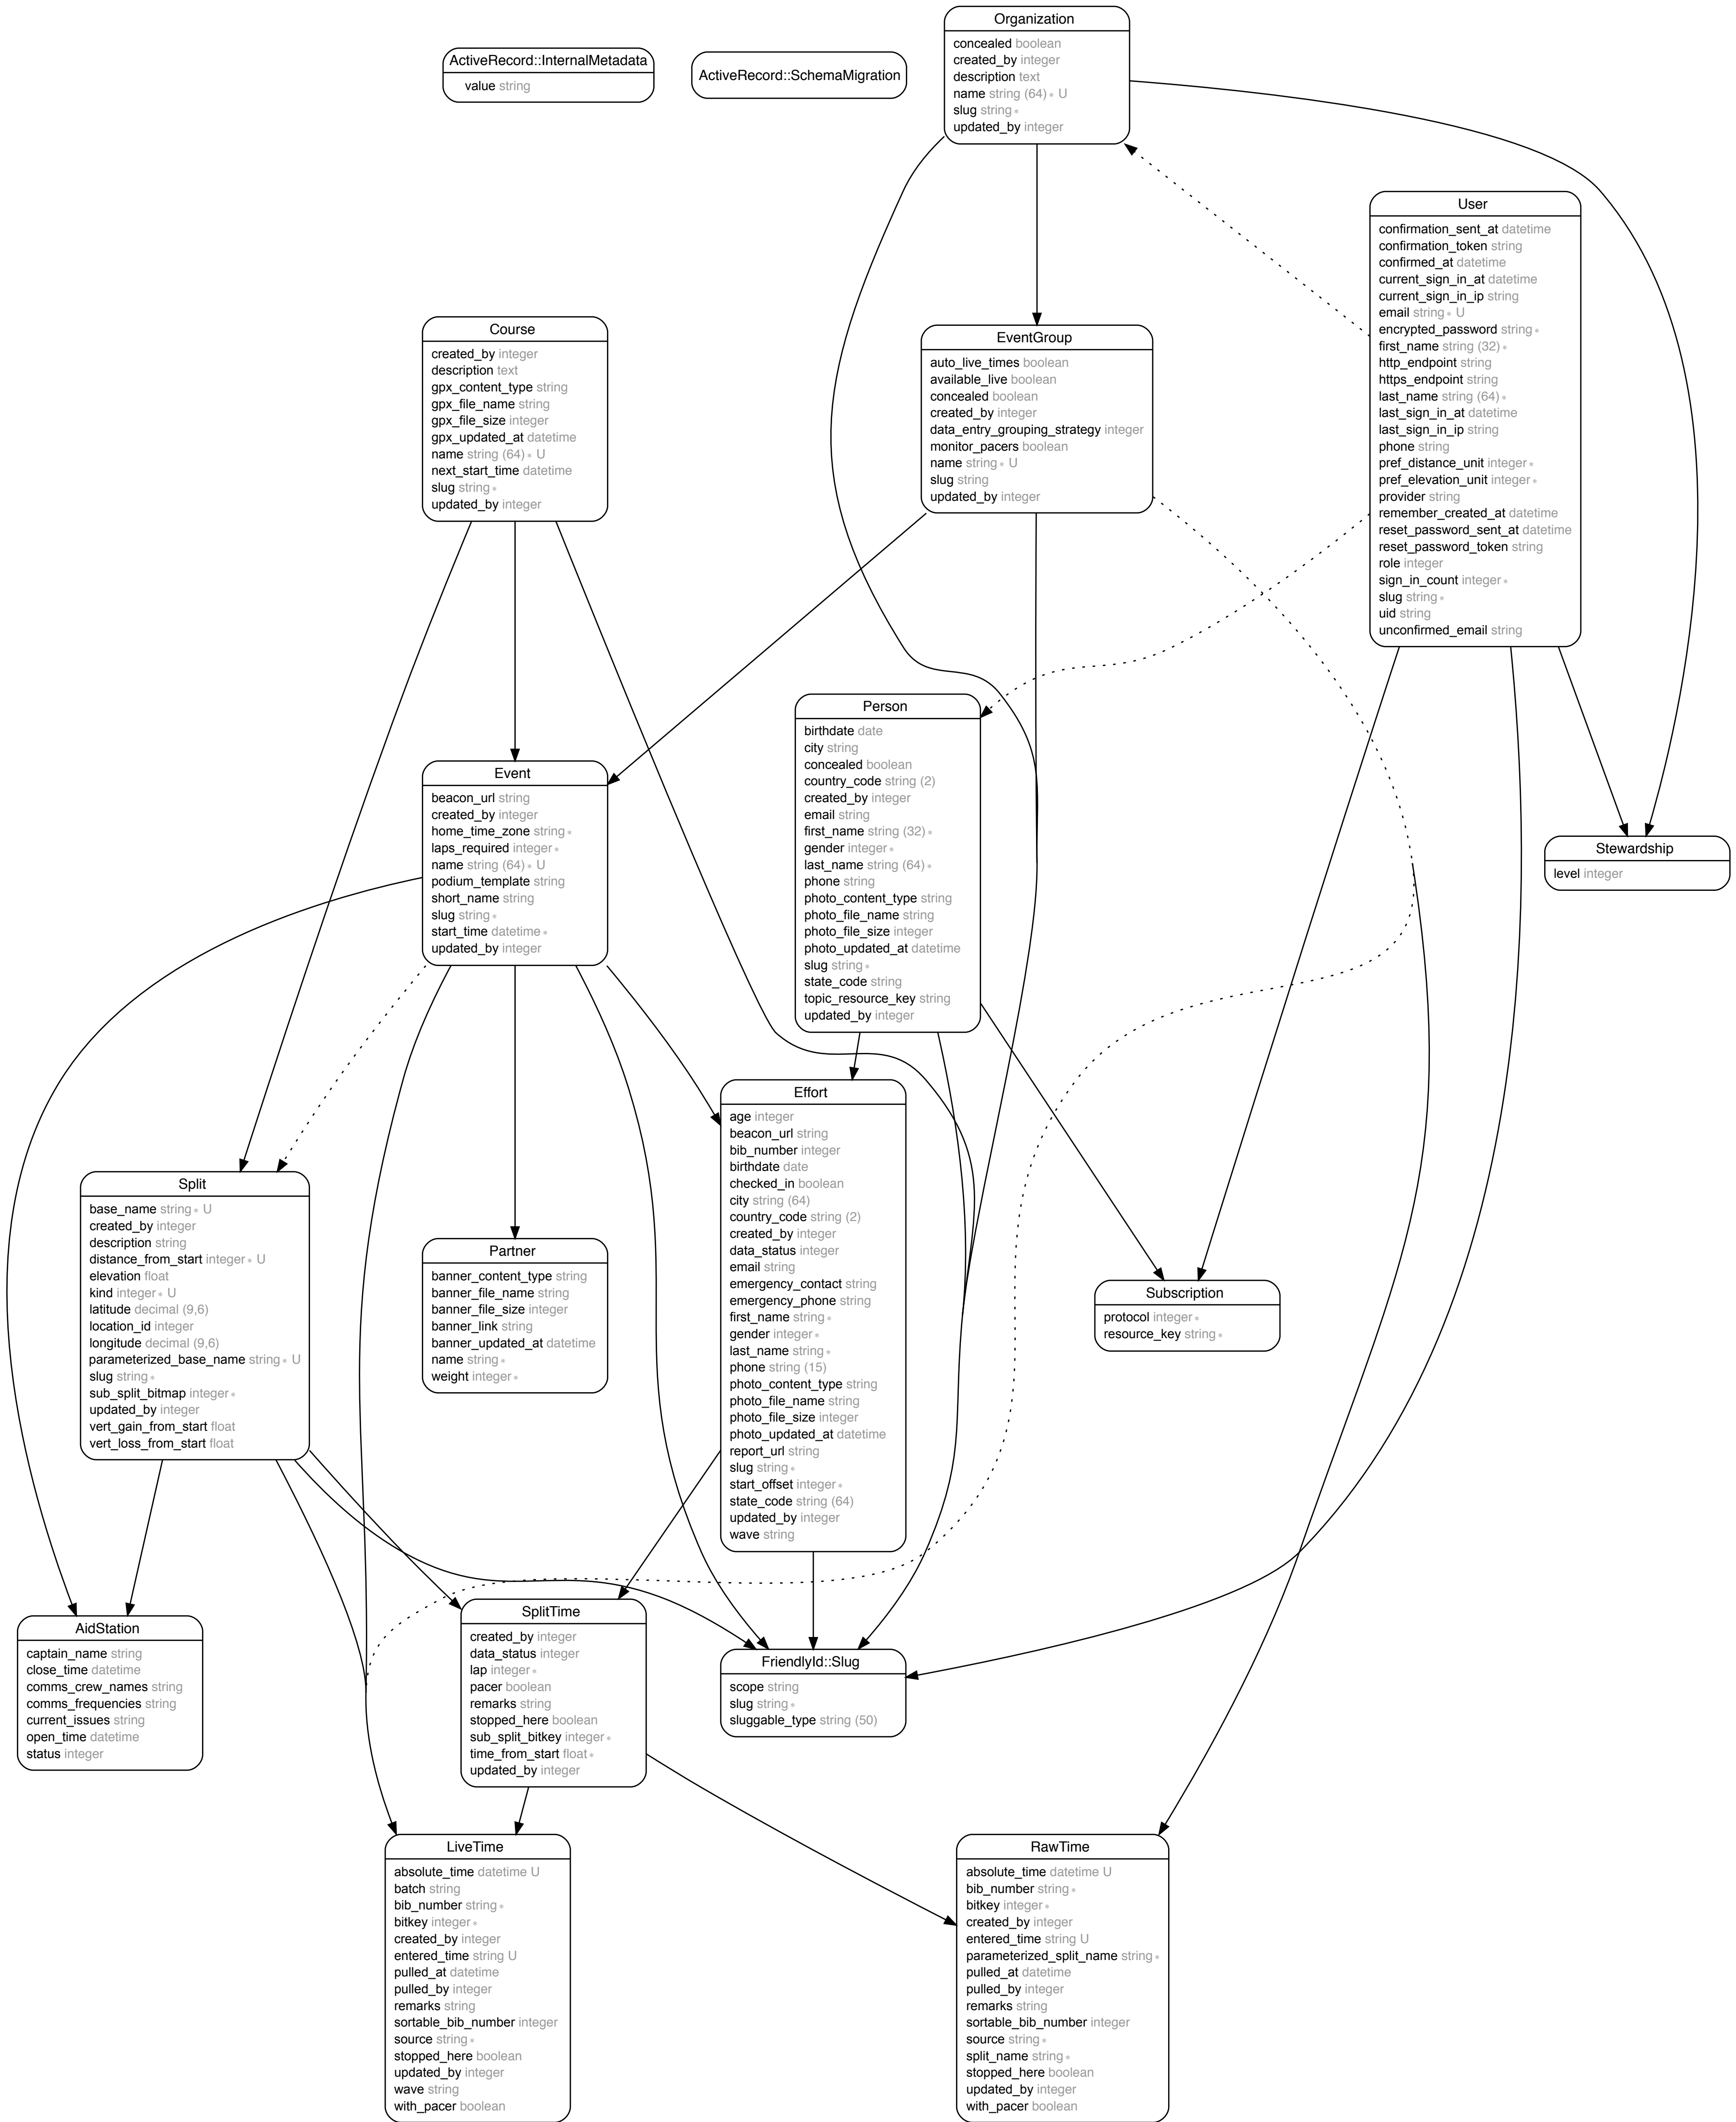 Organization
concealed boolean
created_by integer
description text
name string (64) * U
slug string *
updated_by integer
ActiveRecord::InternalMetadata
value string
ActiveRecord::SchemaMigration
User
confirmation_sent_at datetime
confirmation_token string
confirmed_at datetime
current_sign_in_at datetime
current_sign_in_ip string
email string * U
encrypted_password string *
first_name string (32) *
http_endpoint string
https_endpoint string
last_name string (64) *
last_sign_in_at datetime
last_sign_in_ip string
phone string
pref_distance_unit integer *
pref_elevation_unit integer *
provider string
remember_created_at datetime
reset_password_sent_at datetime
reset_password_token string
role integer
sign_in_count integer *
slug string *
uid string
unconfirmed_email string
Course
created_by integer
description text
gpx_content_type string
gpx_file_name string
gpx_file_size integer
gpx_updated_at datetime
name string (64) * U
next_start_time datetime
slug string *
updated_by integer
EventGroup
auto_live_times boolean
available_live boolean
concealed boolean
created_by integer
data_entry_grouping_strategy integer
monitor_pacers boolean
name string * U
slug string
updated_by integer
Person
birthdate date
city string
concealed boolean
country_code string (2)
created_by integer
email string
first_name string (32) *
gender integer *
last_name string (64) *
phone string
photo_content_type string
photo_file_name string
photo_file_size integer
photo_updated_at datetime
slug string *
state_code string
topic_resource_key string
updated_by integer
Event
beacon_url string
created_by integer
home_time_zone string *
laps_required integer *
name string (64) * U
podium_template string
short_name string
slug string *
start_time datetime *
updated_by integer
Stewardship
level integer
Effort
age integer
beacon_url string
bib_number integer
birthdate date
checked_in boolean
city string (64)
country_code string (2)
created_by integer
data_status integer
email string
emergency_contact string
emergency_phone string
first_name string *
gender integer *
last_name string *
phone string (15)
photo_content_type string
photo_file_name string
photo_file_size integer
photo_updated_at datetime
report_url string
slug string *
start_offset integer *
state_code string (64)
updated_by integer
wave string
Split
base_name string * U
created_by integer
description string
distance_from_start integer * U
elevation float
kind integer * U
latitude decimal (9,6)
location_id integer
longitude decimal (9,6)
parameterized_base_name string * U
slug string *
sub_split_bitmap integer *
updated_by integer
vert_gain_from_start float
vert_loss_from_start float
Partner
banner_content_type string
banner_file_name string
banner_file_size integer
banner_link string
banner_updated_at datetime
name string *
weight integer *
Subscription
protocol integer *
resource_key string *
AidStation
captain_name string
close_time datetime
comms_crew_names string
comms_frequencies string
current_issues string
open_time datetime
status integer
SplitTime
created_by integer
data_status integer
lap integer *
pacer boolean
remarks string
stopped_here boolean
sub_split_bitkey integer *
time_from_start float *
updated_by integer
FriendlyId::Slug
scope string
slug string *
sluggable_type string (50)
LiveTime
absolute_time datetime U
batch string
bib_number string *
bitkey integer *
created_by integer
entered_time string U
pulled_at datetime
pulled_by integer
remarks string
sortable_bib_number integer
source string *
stopped_here boolean
updated_by integer
wave string
with_pacer boolean
RawTime
absolute_time datetime U
bib_number string *
bitkey integer *
created_by integer
entered_time string U
parameterized_split_name string *
pulled_at datetime
pulled_by integer
remarks string
sortable_bib_number integer
source string *
split_name string *
stopped_here boolean
updated_by integer
with_pacer boolean